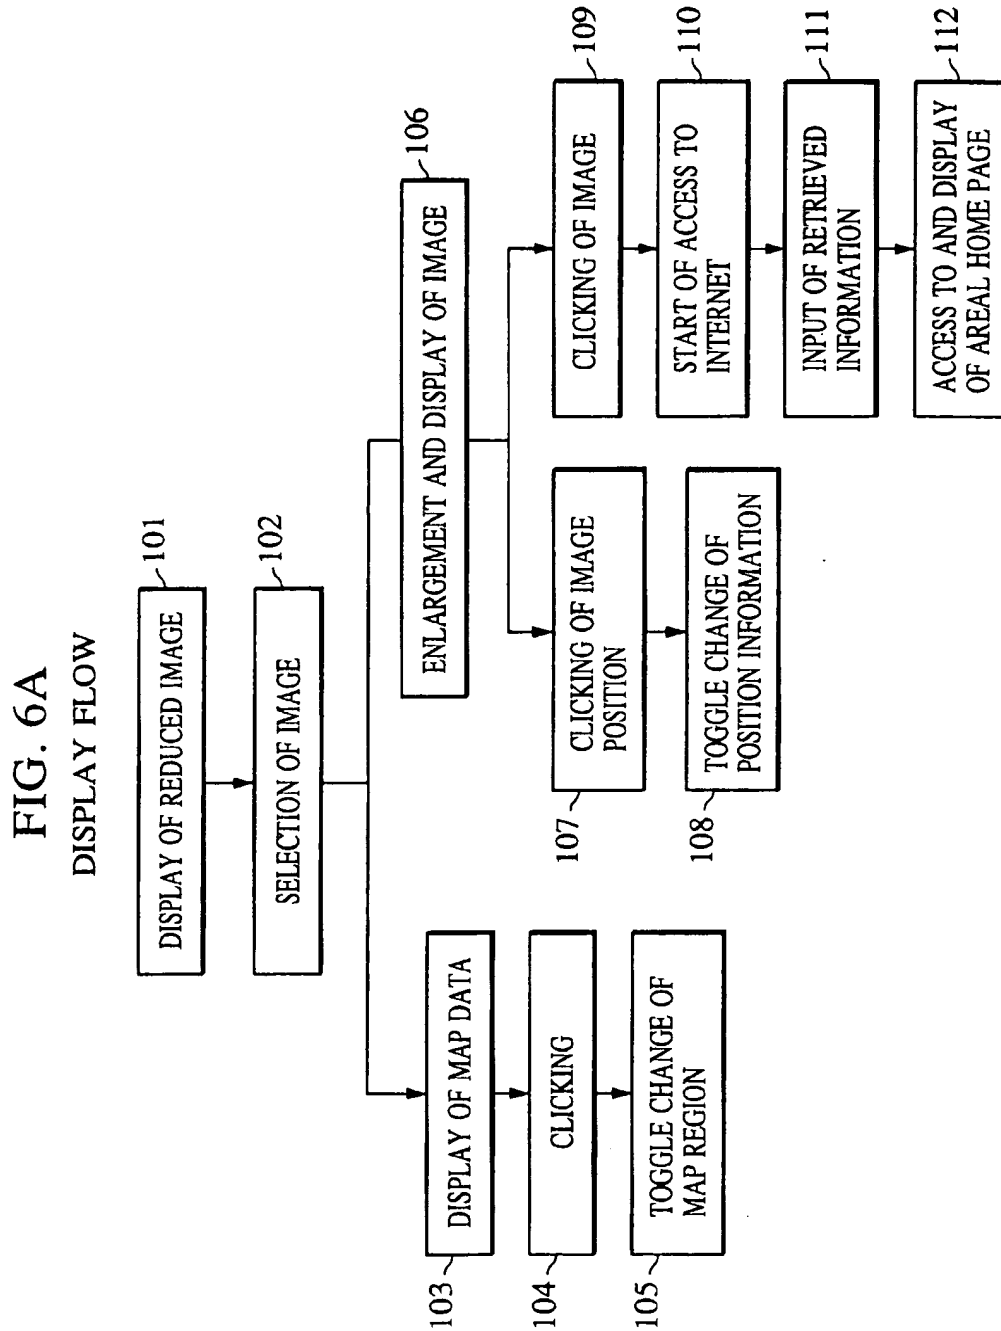 FIG. 6A
DISPLAY FLOW
101
DISPLAY OF REDUCED IMAGE
102
SELECTION OF IMAGE
103
DISPLAY OF MAP DATA
104
CLICKING
105
TOGGLE CHANGE OF
MAP REGION
106
ENLARGEMENT AND DISPLAY OF IMAGE
107
CLICKING OF IMAGE
POSITION
108
TOGGLE CHANGE OF
POSITION INFORMATION
109
CLICKING OF IMAGE
110
START OF ACCESS TO
INTERNET
111
INPUT OF RETRIEVED
INFORMATION
112
ACCESS TO AND DISPLAY
OF AREAL HOME PAGE